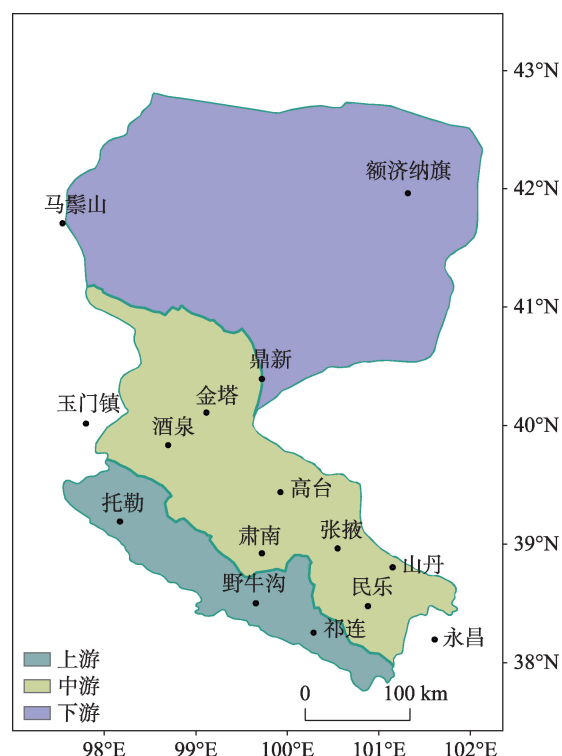 43°N
额济纳旗
42°N
马鬃山
41°N
鼎新
金塔
玉门镇
40°N
酒泉
高台
托勒
张掖
肃南
39°N
山丹
野牛沟
民乐
祁连
永昌
38°N
上游
中游
下游
0 100 km
98°E 99°E 100°E 101°E 102°E